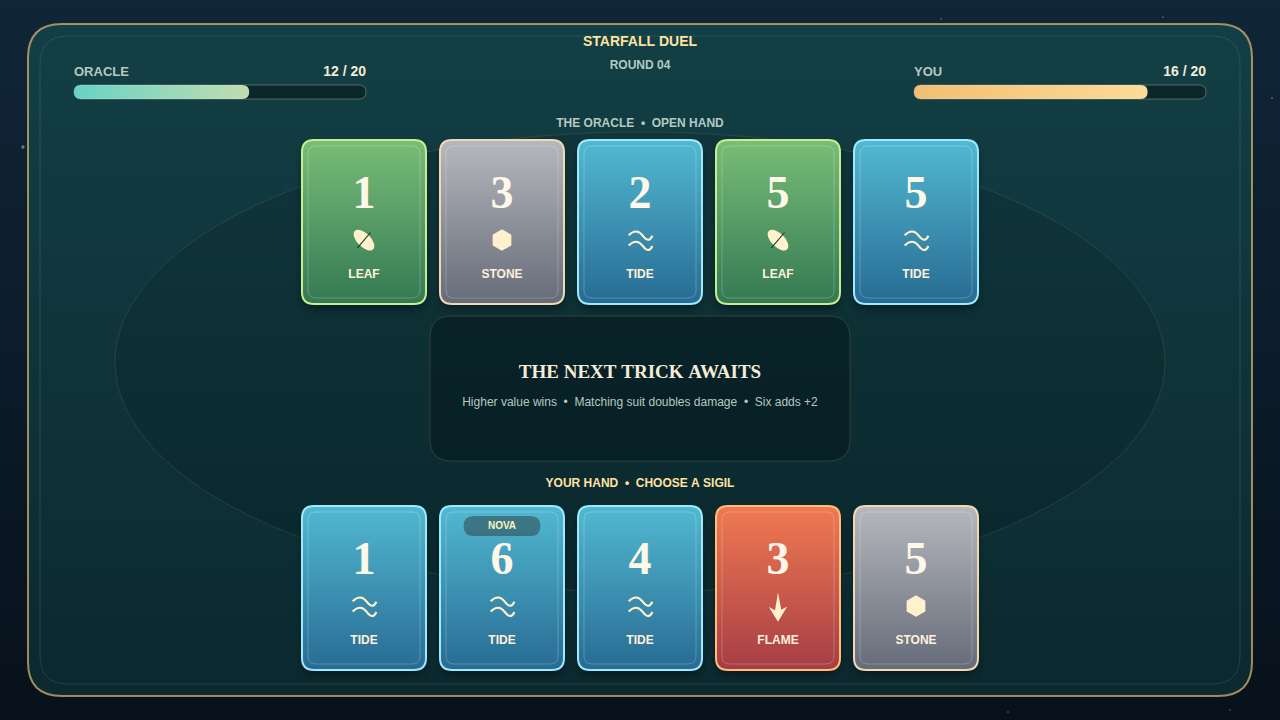 STARFALL DUEL
ROUND 04
ORACLE 12 / 20
YOU 16 / 20
THE ORACLE • OPEN HAND
1 3 2 5 5
LEAF STONE TIDE LEAF TIDE
THE NEXT TRICK AWAITS
Higher value wins • Matching suit doubles damage • Six adds +2
YOUR HAND • CHOOSE A SIGIL
NOVA
1 6 4 3 5
TIDE TIDE TIDE FLAME STONE